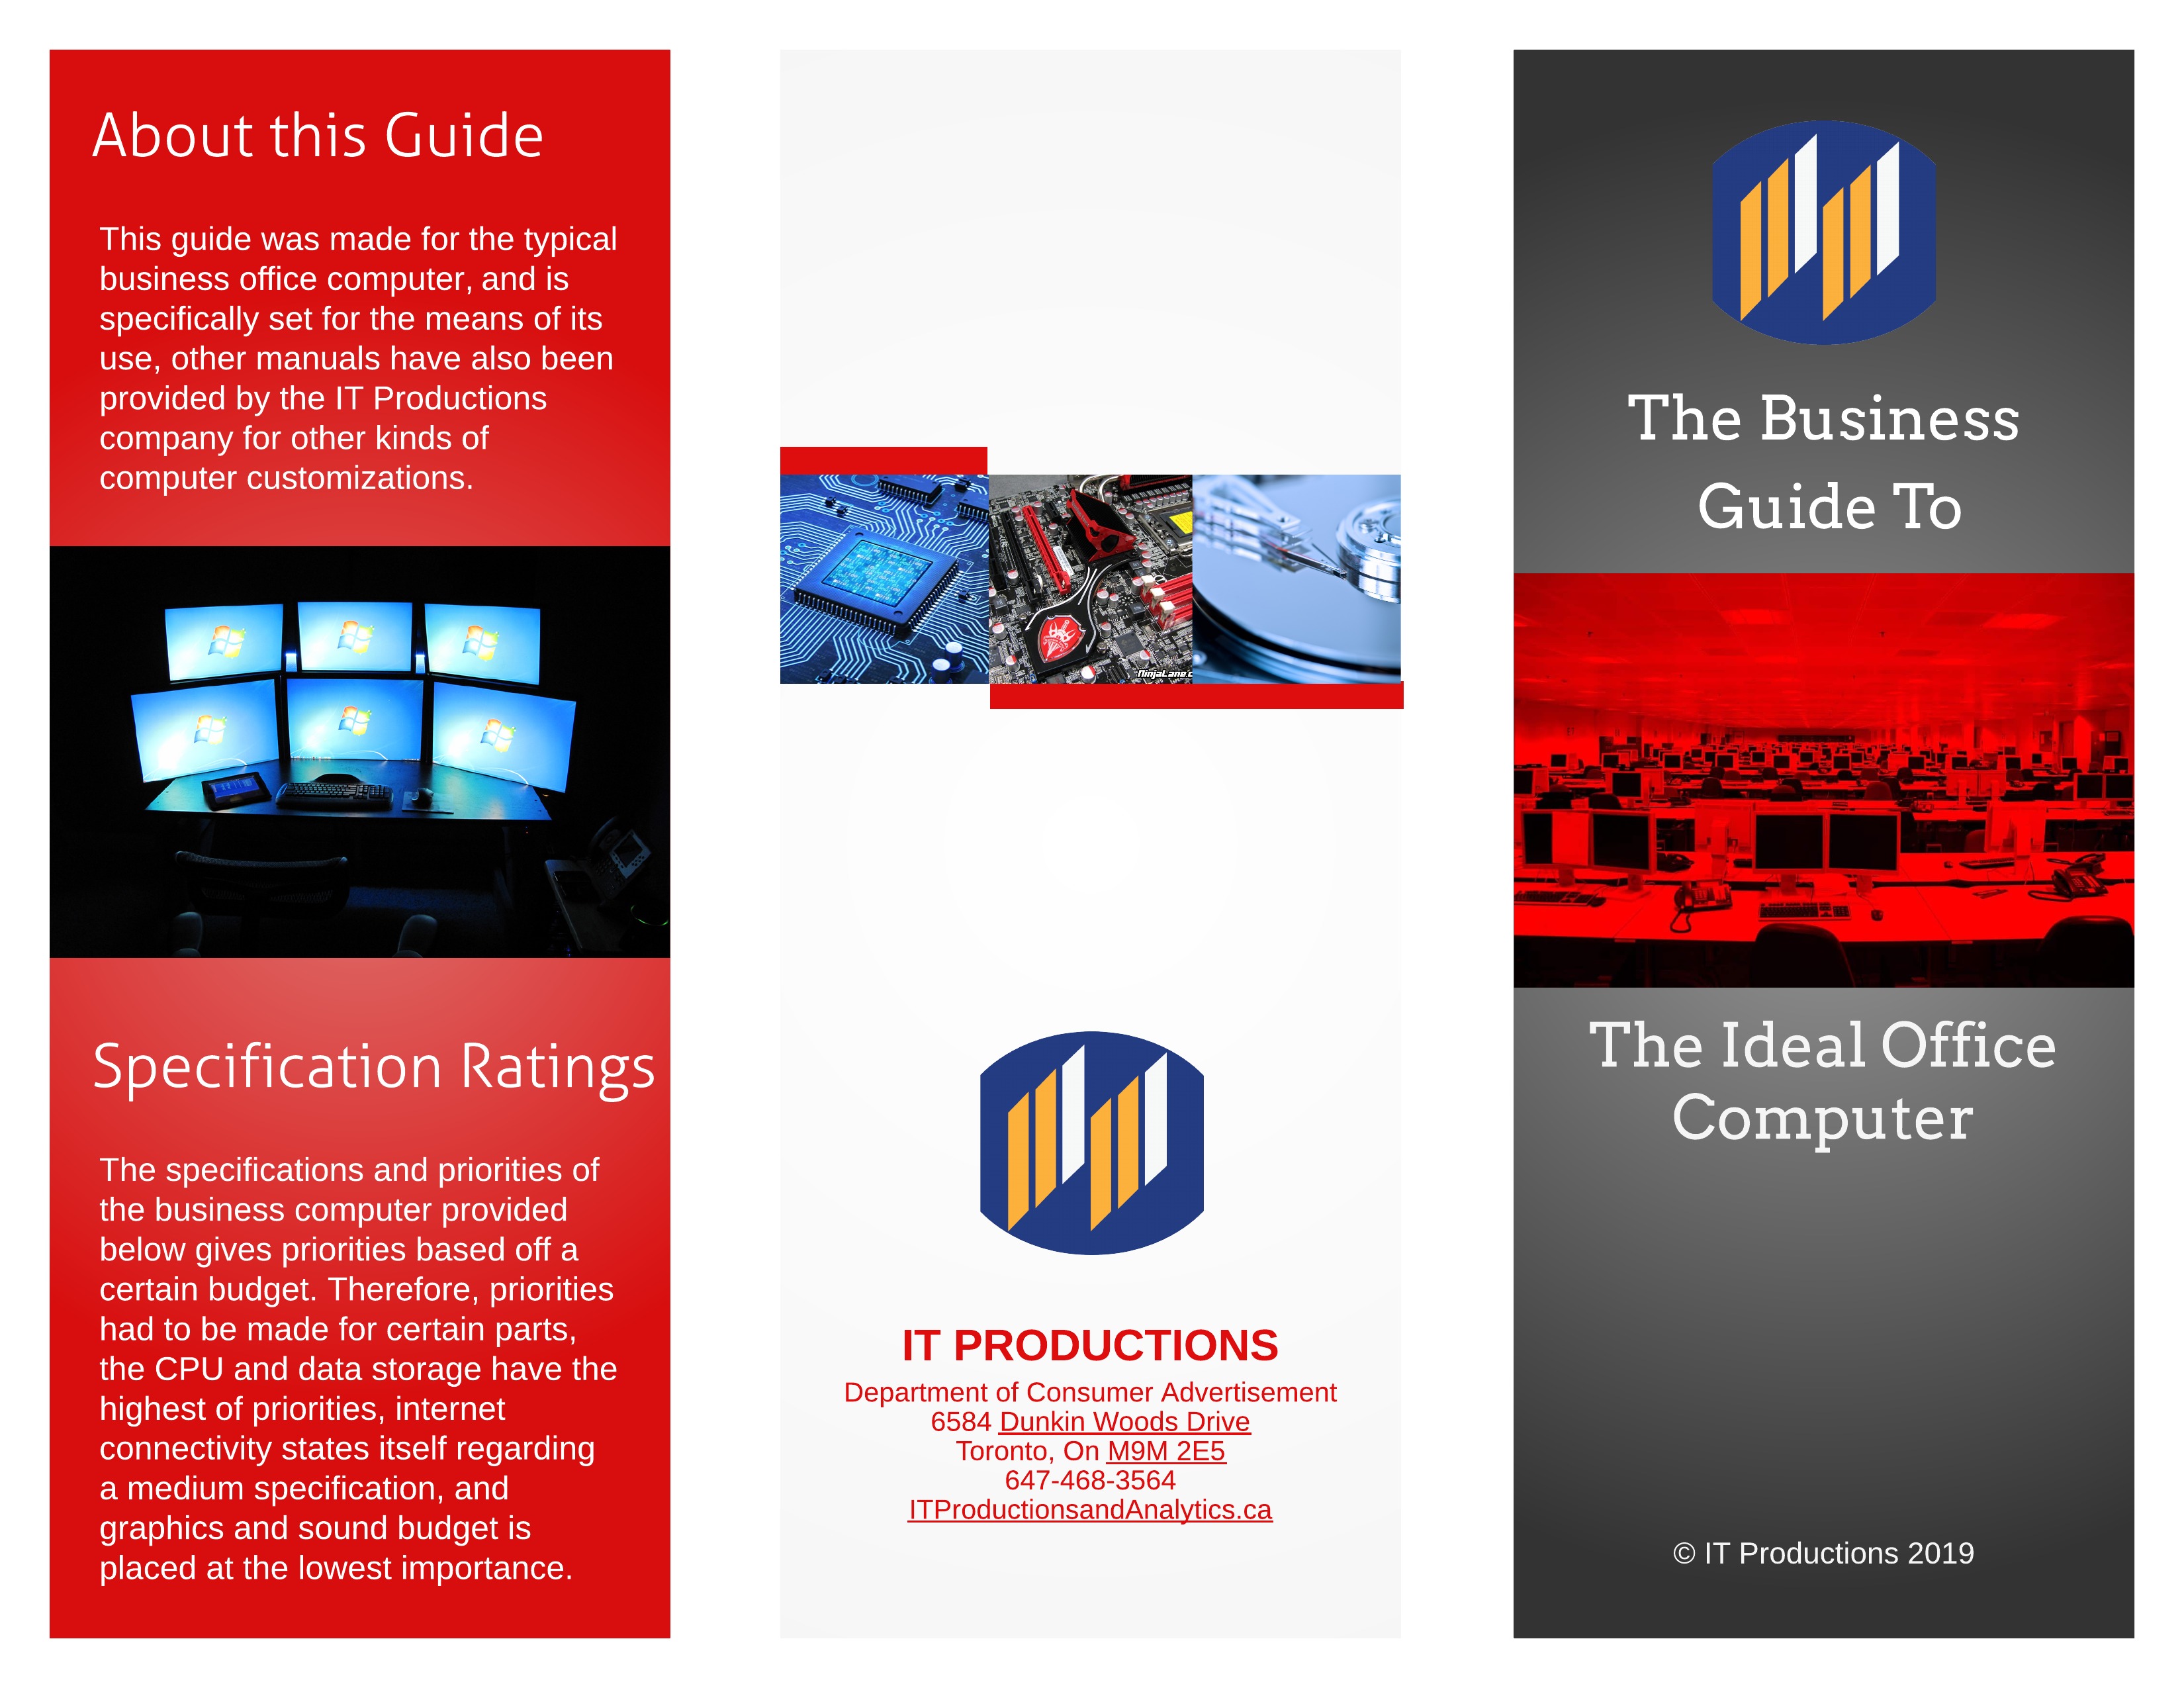 About this Guide
This guide was made for the typical
business office computer, and is
specifically set for the means of its
use, other manuals have also been
provided by the IT Productions
company for other kinds of
computer customizations.
Specification Ratings
The specifications and priorities of
the business computer provided
below gives priorities based off a
certain budget. Therefore, priorities
had to be made for certain parts,
the CPU and data storage have the
highest of priorities, internet
connectivity states itself regarding
a medium specification, and
graphics and sound budget is
placed at the lowest importance.
NinjaLane.c
IT PRODUCTIONS
Department of Consumer Advertisement
6584 Dunkin Woods Drive
Toronto, On M9M 2E5
647-468-3564
ITProductionsandAnalytics.ca
The Business
Guide To
The Ideal Office
Computer
© IT Productions 2019